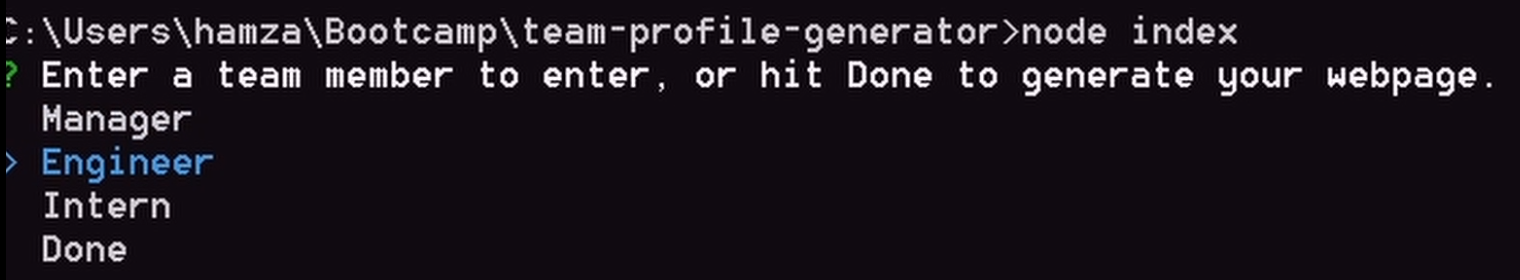 C:\Users\hamza\Bootcamp\team-profile-generator>node index
? Enter a team member to enter, or hit Done to generate your webpage.
Manager
> Engineer
Intern
Done